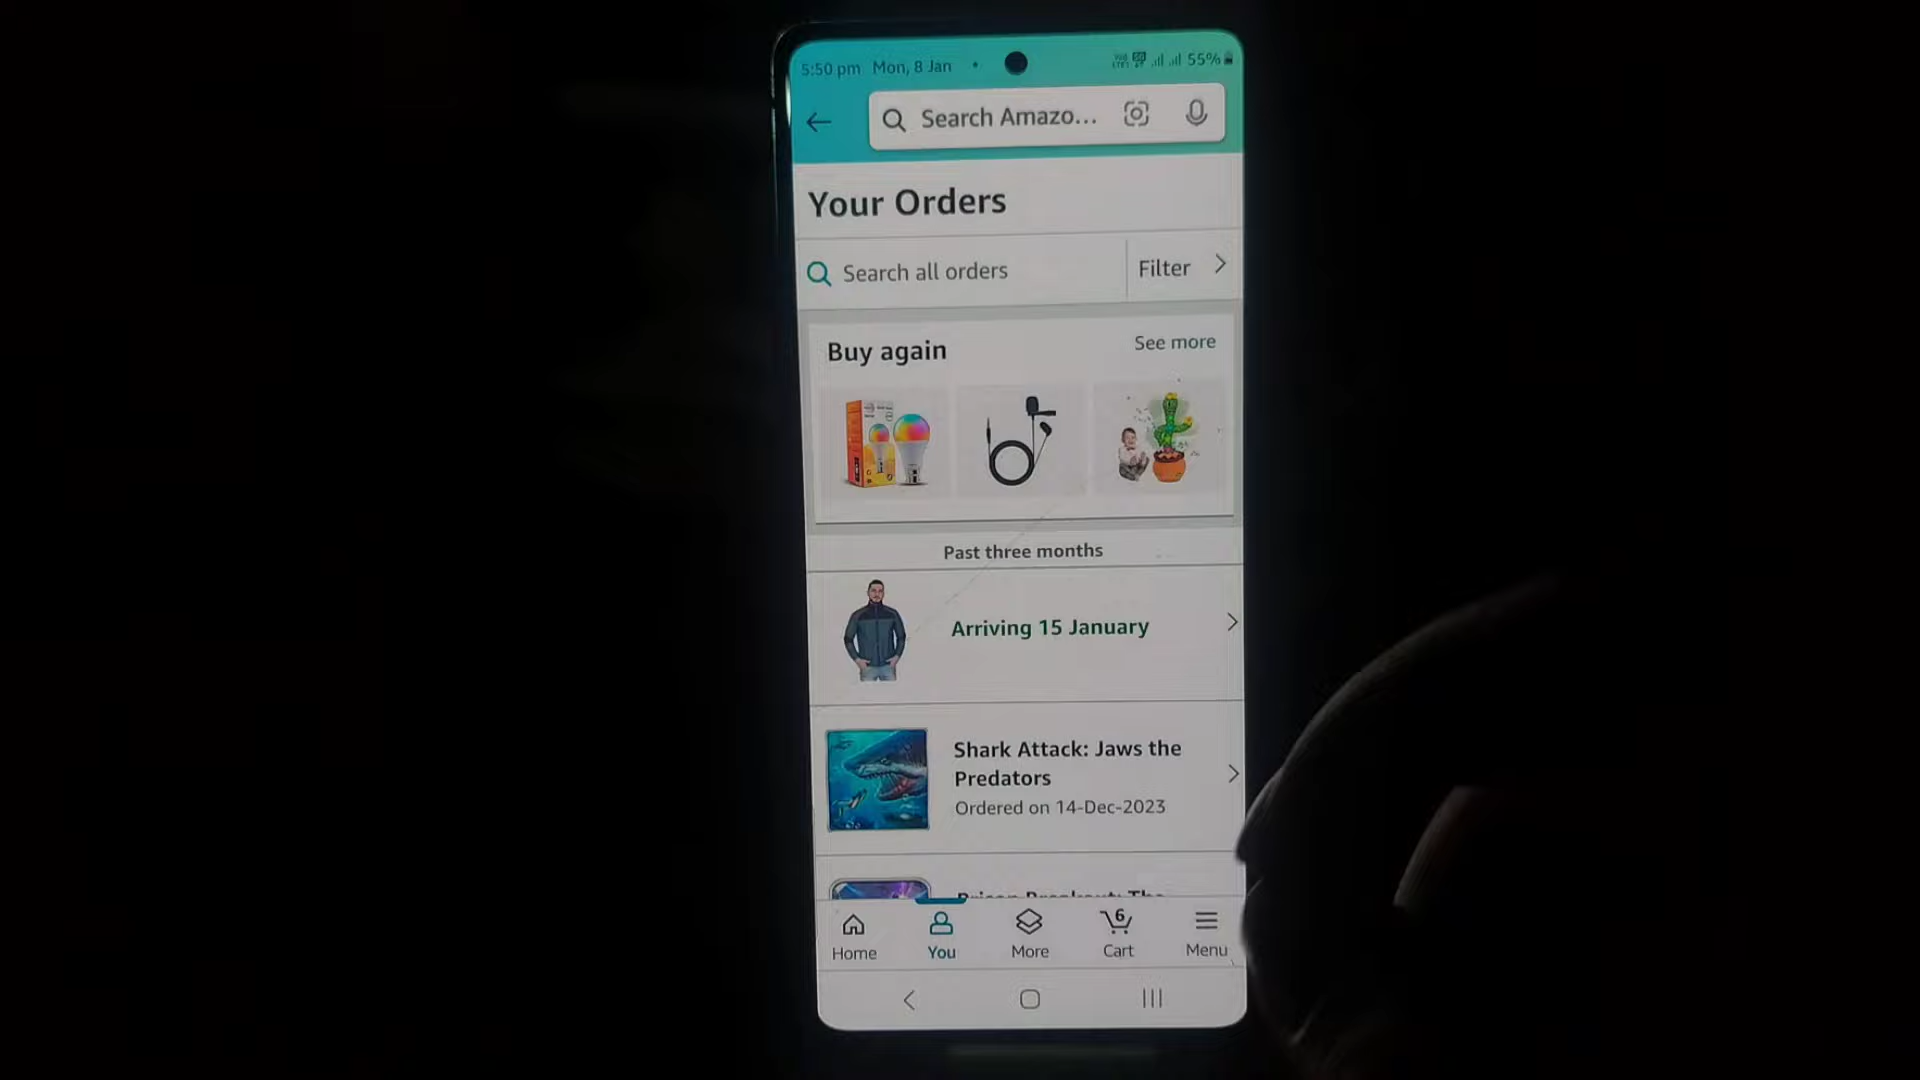 5:50 pm Mon, 8 Jan
55%
Search Amazo...
Your Orders
Search all orders
Filter
Buy again
See more
Past three months
Arriving 15 January
Shark Attack: Jaws the
Predators
Ordered on 14-Dec-2023
6
Home
You
More
Cart
Menu